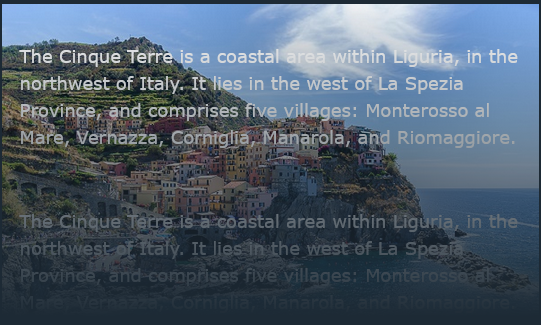 The Cinque Terre is a coastal area within Liguria, in the
northwest of Italy. It lies in the west of La Spezia
Province, and comprises five villages: Monterosso al
Mare, Vernazza, Corniglia, Manarola, and Riomaggiore.
The Cinque Terre is a coastal area within Liguria, in the
northwest of Italy. It lies in the west of La Spezia
Province, and comprises five villages: Monterosso al
Mare, Vernazza, Corniglia, Manarola, and Riomaggiore.